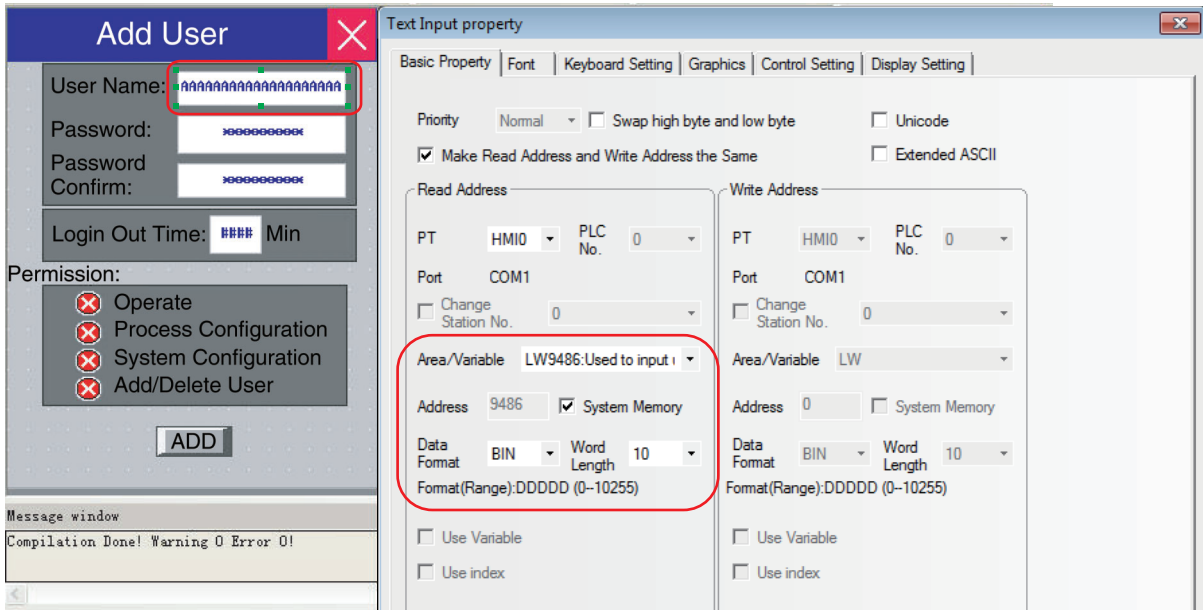 Add User
User Name: AAAAAAAAAAAAAAAAAAAA
Password: **********
Password
Confirm: **********
Login Out Time: #### Min
Permission:
Operate
Process Configuration
System Configuration
Add/Delete User
ADD
Message window
Compilation Done! Warning 0 Error 0!
Text Input property
Basic Property Font Keyboard Setting Graphics Control Setting Display Setting
Priority Normal Swap high byte and low byte Unicode
Make Read Address and Write Address the Same Extended ASCII
Read Address
PT HMI0 PLC No. 0
Port COM1
Change Station No. 0
Area/Variable LW9486:Used to input u
Address 9486 System Memory
Data Format BIN Word Length 10
Format(Range):DDDDD (0--10255)
Use Variable
Use index
Write Address
PT HMI0 PLC No. 0
Port COM1
Change Station No. 0
Area/Variable LW
Address 0 System Memory
Data Format BIN Word Length 10
Format(Range):DDDDD (0--10255)
Use Variable
Use index